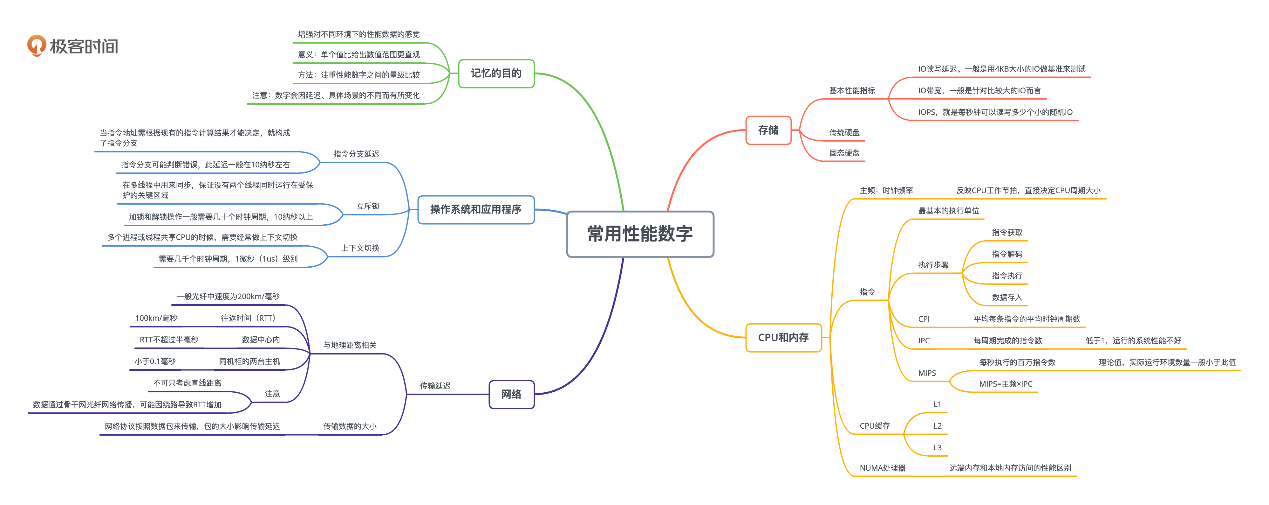 极客时间
常用性能数字
记忆的目的
增强对不同环境下的性能数据的感觉
意义：单个值比给出数值范围更直观
方法：注重性能数字之间的量级比较
注意：数字会因延迟、具体场景的不同而有所变化
操作系统和应用程序
指令分支延迟
当指令地址需根据现有的指令计算结果才能决定，就构成
了指令分支
指令分支可能判断错误，此延迟一般在10纳秒左右
互斥锁
在多线程中用来同步，保证没有两个线程同时运行在受保
护的关键区域
加锁和解锁操作一般需要几十个时钟周期，10纳秒以上
上下文切换
多个进程或线程共享CPU的时候，需要经常做上下文切换
需要几千个时钟周期，1微秒（1us）级别
网络
传输延迟
与地理距离相关
一般光纤中速度为200km/毫秒
往返时间（RTT）
100km/毫秒
数据中心内
RTT不超过半毫秒
同机柜的两台主机
小于0.1毫秒
注意
不可只考虑直线距离
数据通过骨干网光纤网络传播，可能因绕路导致RTT增加
传输数据的大小
网络协议按照数据包来传输，包的大小影响传输延迟
存储
基本性能指标
IO读写延迟，一般是用4KB大小的IO做基准来测试
IO带宽，一般是针对比较大的IO而言
IOPS，就是每秒钟可以读写多少个小的随机IO
传统硬盘
固态硬盘
CPU和内存
主频：时钟频率
反映CPU工作节拍，直接决定CPU周期大小
指令
最基本的执行单位
执行步骤
指令获取
指令解码
指令执行
数据存入
CPI
平均每条指令的平均时钟周期数
IPC
每周期完成的指令数
低于1，运行的系统性能不好
MIPS
每秒执行的百万指令数
理论值，实际运行环境数量一般小于此值
MIPS=主频×IPC
CPU缓存
L1
L2
L3
NUMA处理器
远端内存和本地内存访问的性能区别